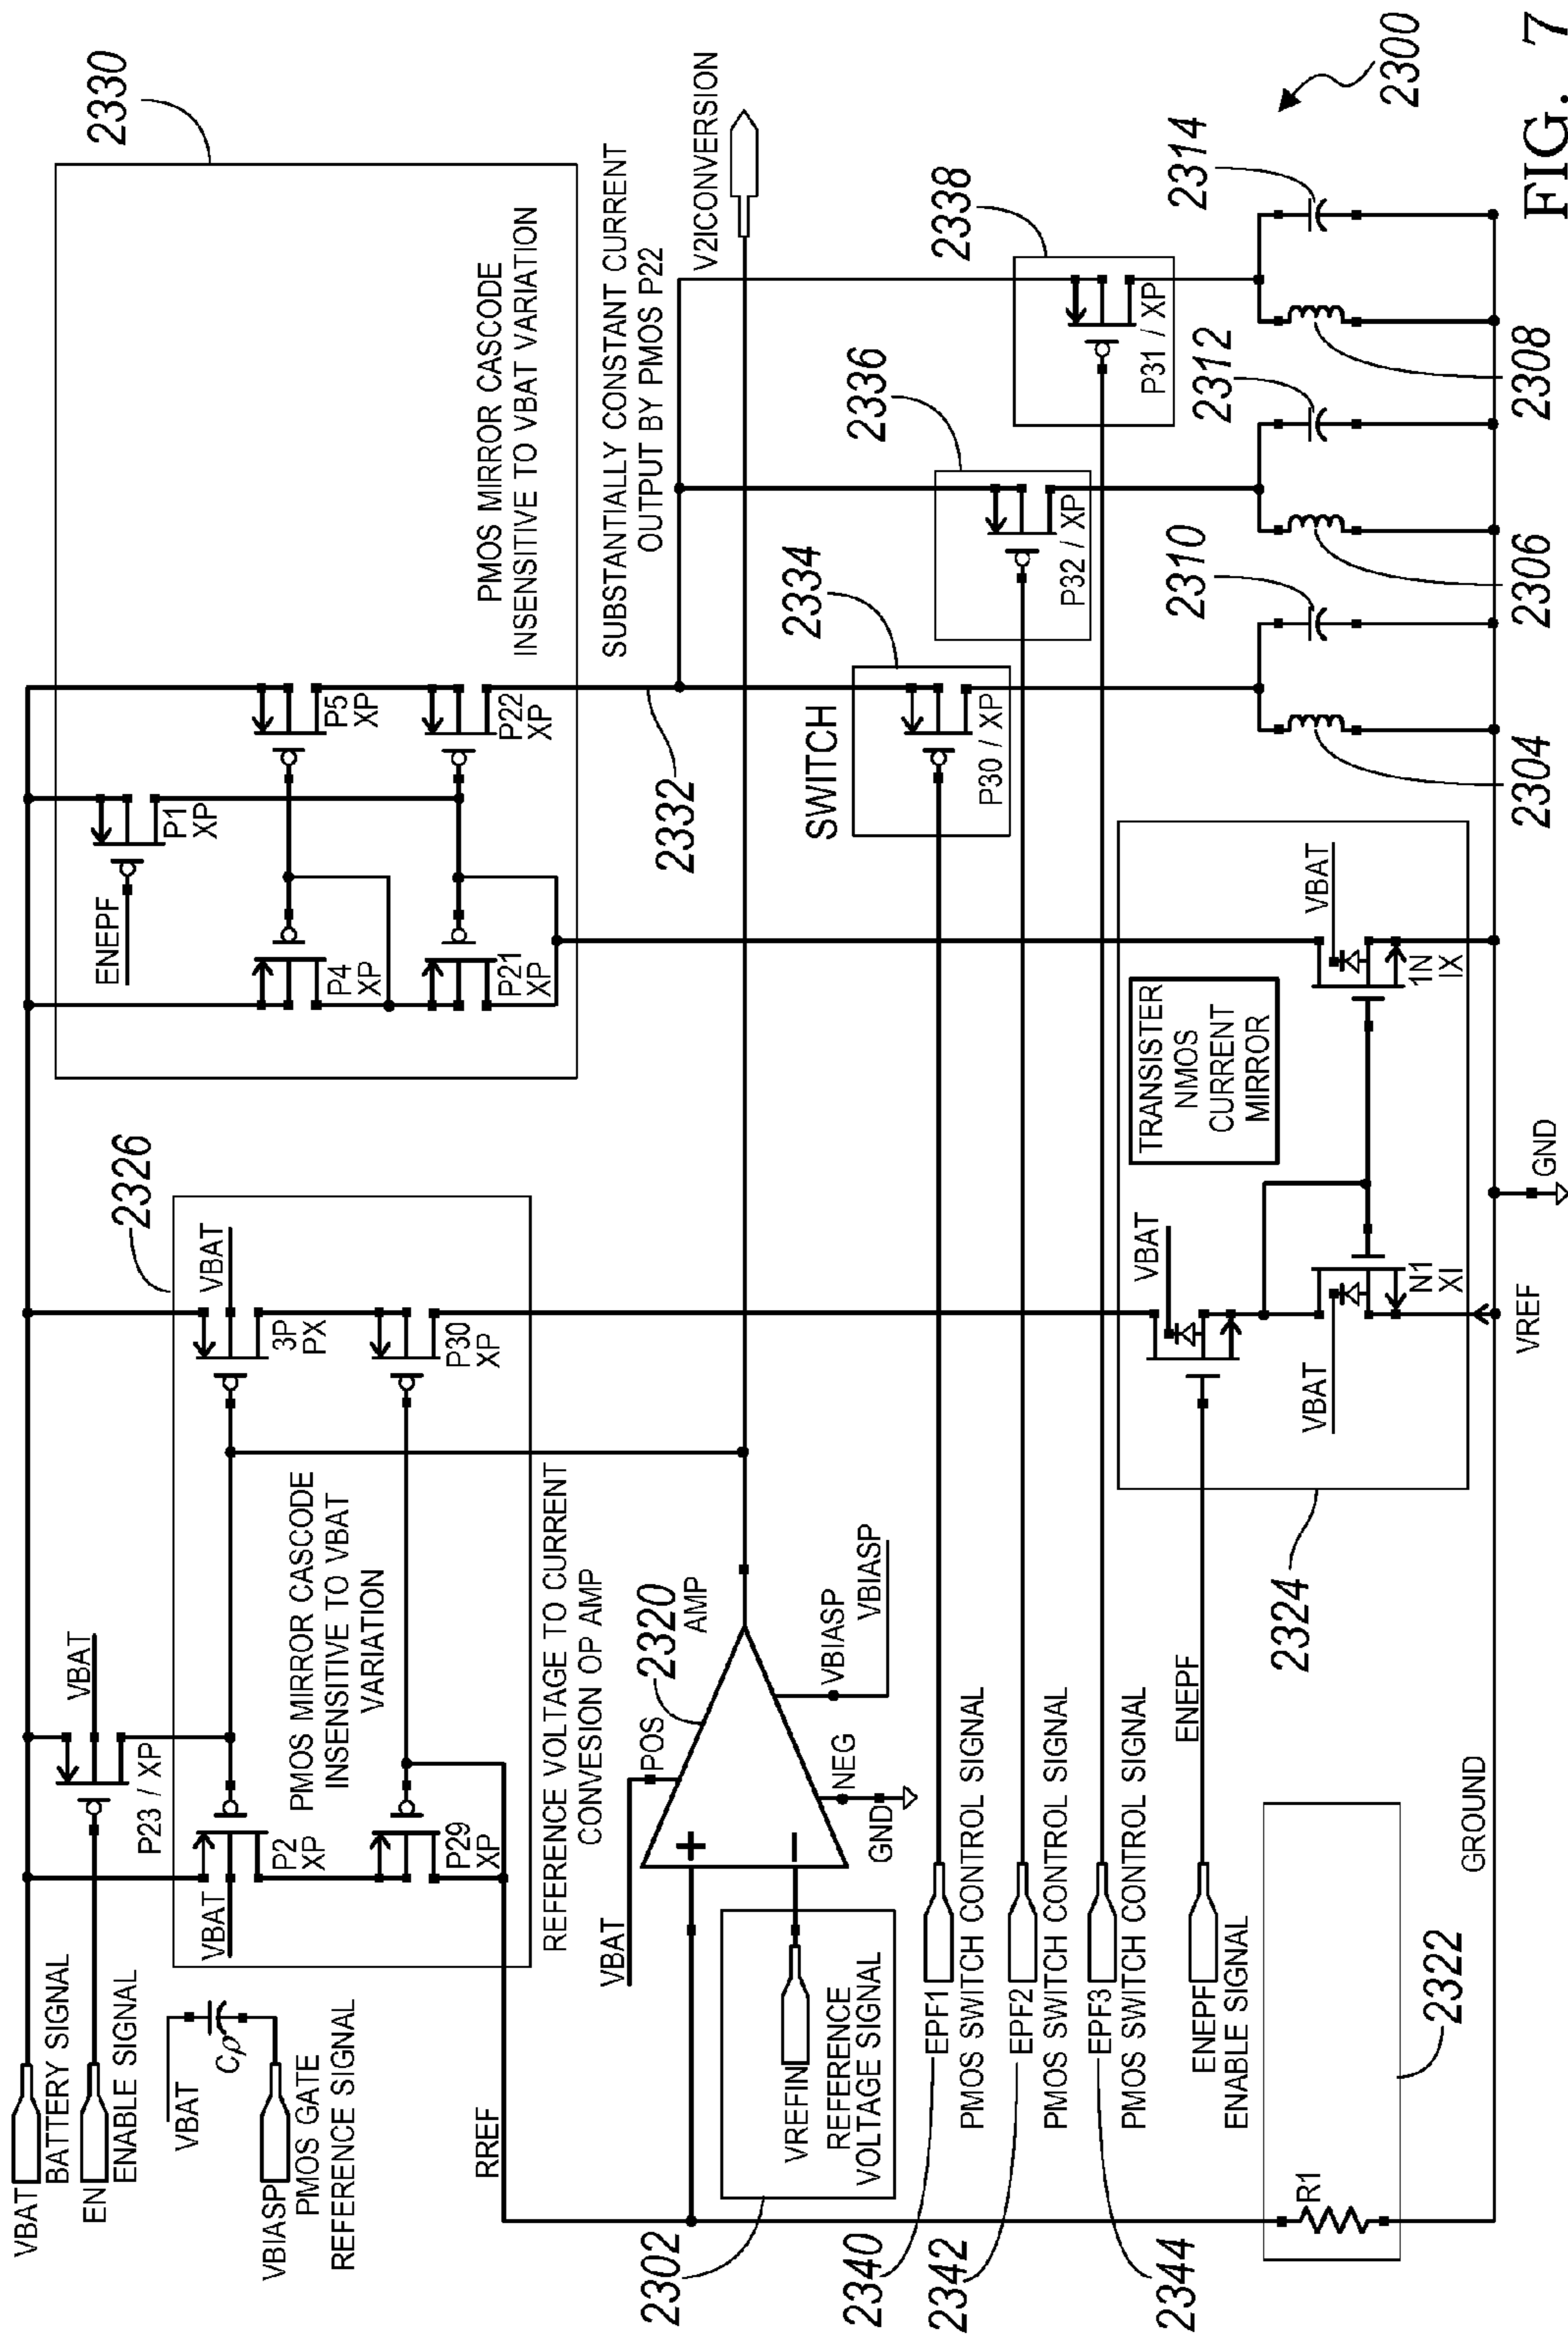 VBAT
BATTERY SIGNAL
EN
ENABLE SIGNAL
VBAT
Cρ
VBIASP
PMOS GATE
REFERENCE SIGNAL
RREF
P23 / XP
VBAT
2326
VBAT
P2
XP
P29
XP
PMOS MIRROR CASCODE
INSENSITIVE TO VBAT
VARIATION
VBAT
3P
PX
P30
XP
2330
ENEPF
P1
XP
P4
XP
P5
XP
P21
XP
P22
XP
PMOS MIRROR CASCODE
INSENSITIVE TO VBAT VARIATION
SUBSTANTIALLY CONSTANT CURRENT
OUTPUT BY PMOS P22
V2ICONVERSION
REFERENCE VOLTAGE TO CURRENT
CONVESION OP AMP
VBAT
POS
2320
AMP
+
−
NEG
GND
VBIASP
VBIASP
2302
VREFIN
REFERENCE
VOLTAGE SIGNAL
2332
SWITCH
2334
P30 / XP
2336
P32 / XP
2338
P31 / XP
2340
EPF1
PMOS SWITCH CONTROL SIGNAL
2342
EPF2
PMOS SWITCH CONTROL SIGNAL
2344
EPF3
PMOS SWITCH CONTROL SIGNAL
ENEPF
ENABLE SIGNAL
ENEPF
2324
VBAT
VBAT
N1
XI
TRANSISTER
NMOS
CURRENT
MIRROR
VBAT
1N
IX
2310
2312
2314
2304
2306
2308
R1
2322
GROUND
VREF
GND
2300
FIG. 7